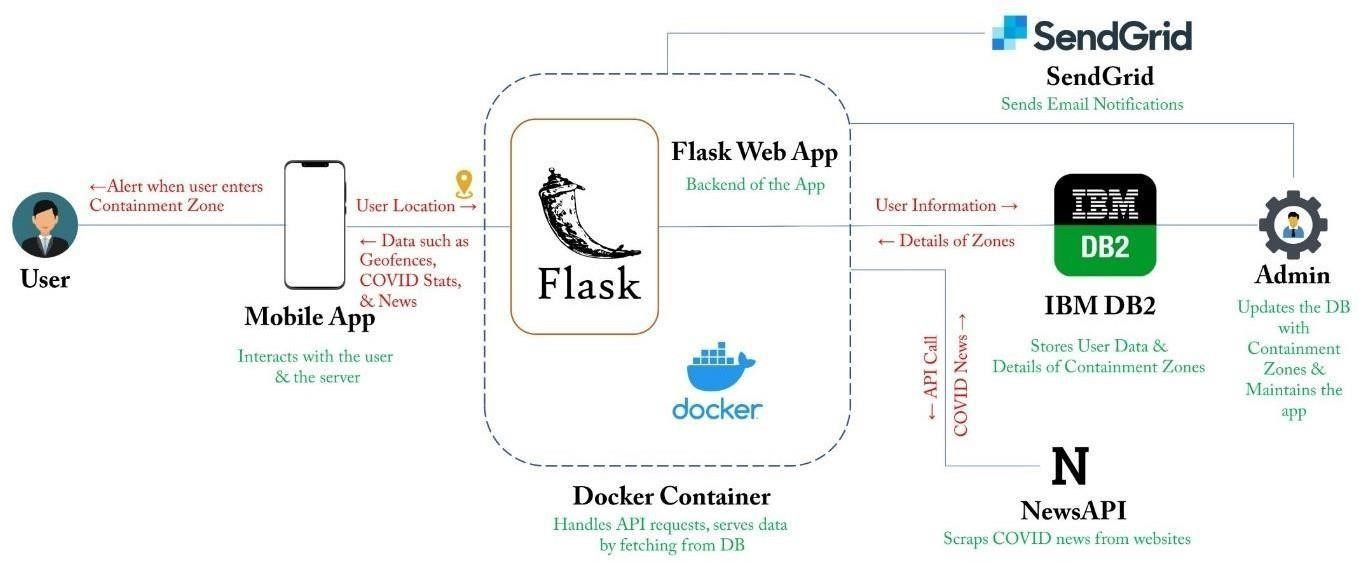 SendGrid
SendGrid
Sends Email Notifications
Flask Web App
Backend of the App
←Alert when user enters
Containment Zone
User Location →
← Data such as
Geofences,
COVID Stats,
& News
User
Mobile App
Interacts with the user
& the server
Flask
docker
Docker Container
Handles API requests, serves data
by fetching from DB
User Information →
← Details of Zones
IBM
DB2
IBM DB2
Stores User Data &
Details of Containment Zones
Admin
Updates the DB
with
Containment
Zones &
Maintains the
app
← API Call
COVID News →
N
NewsAPI
Scraps COVID news from websites